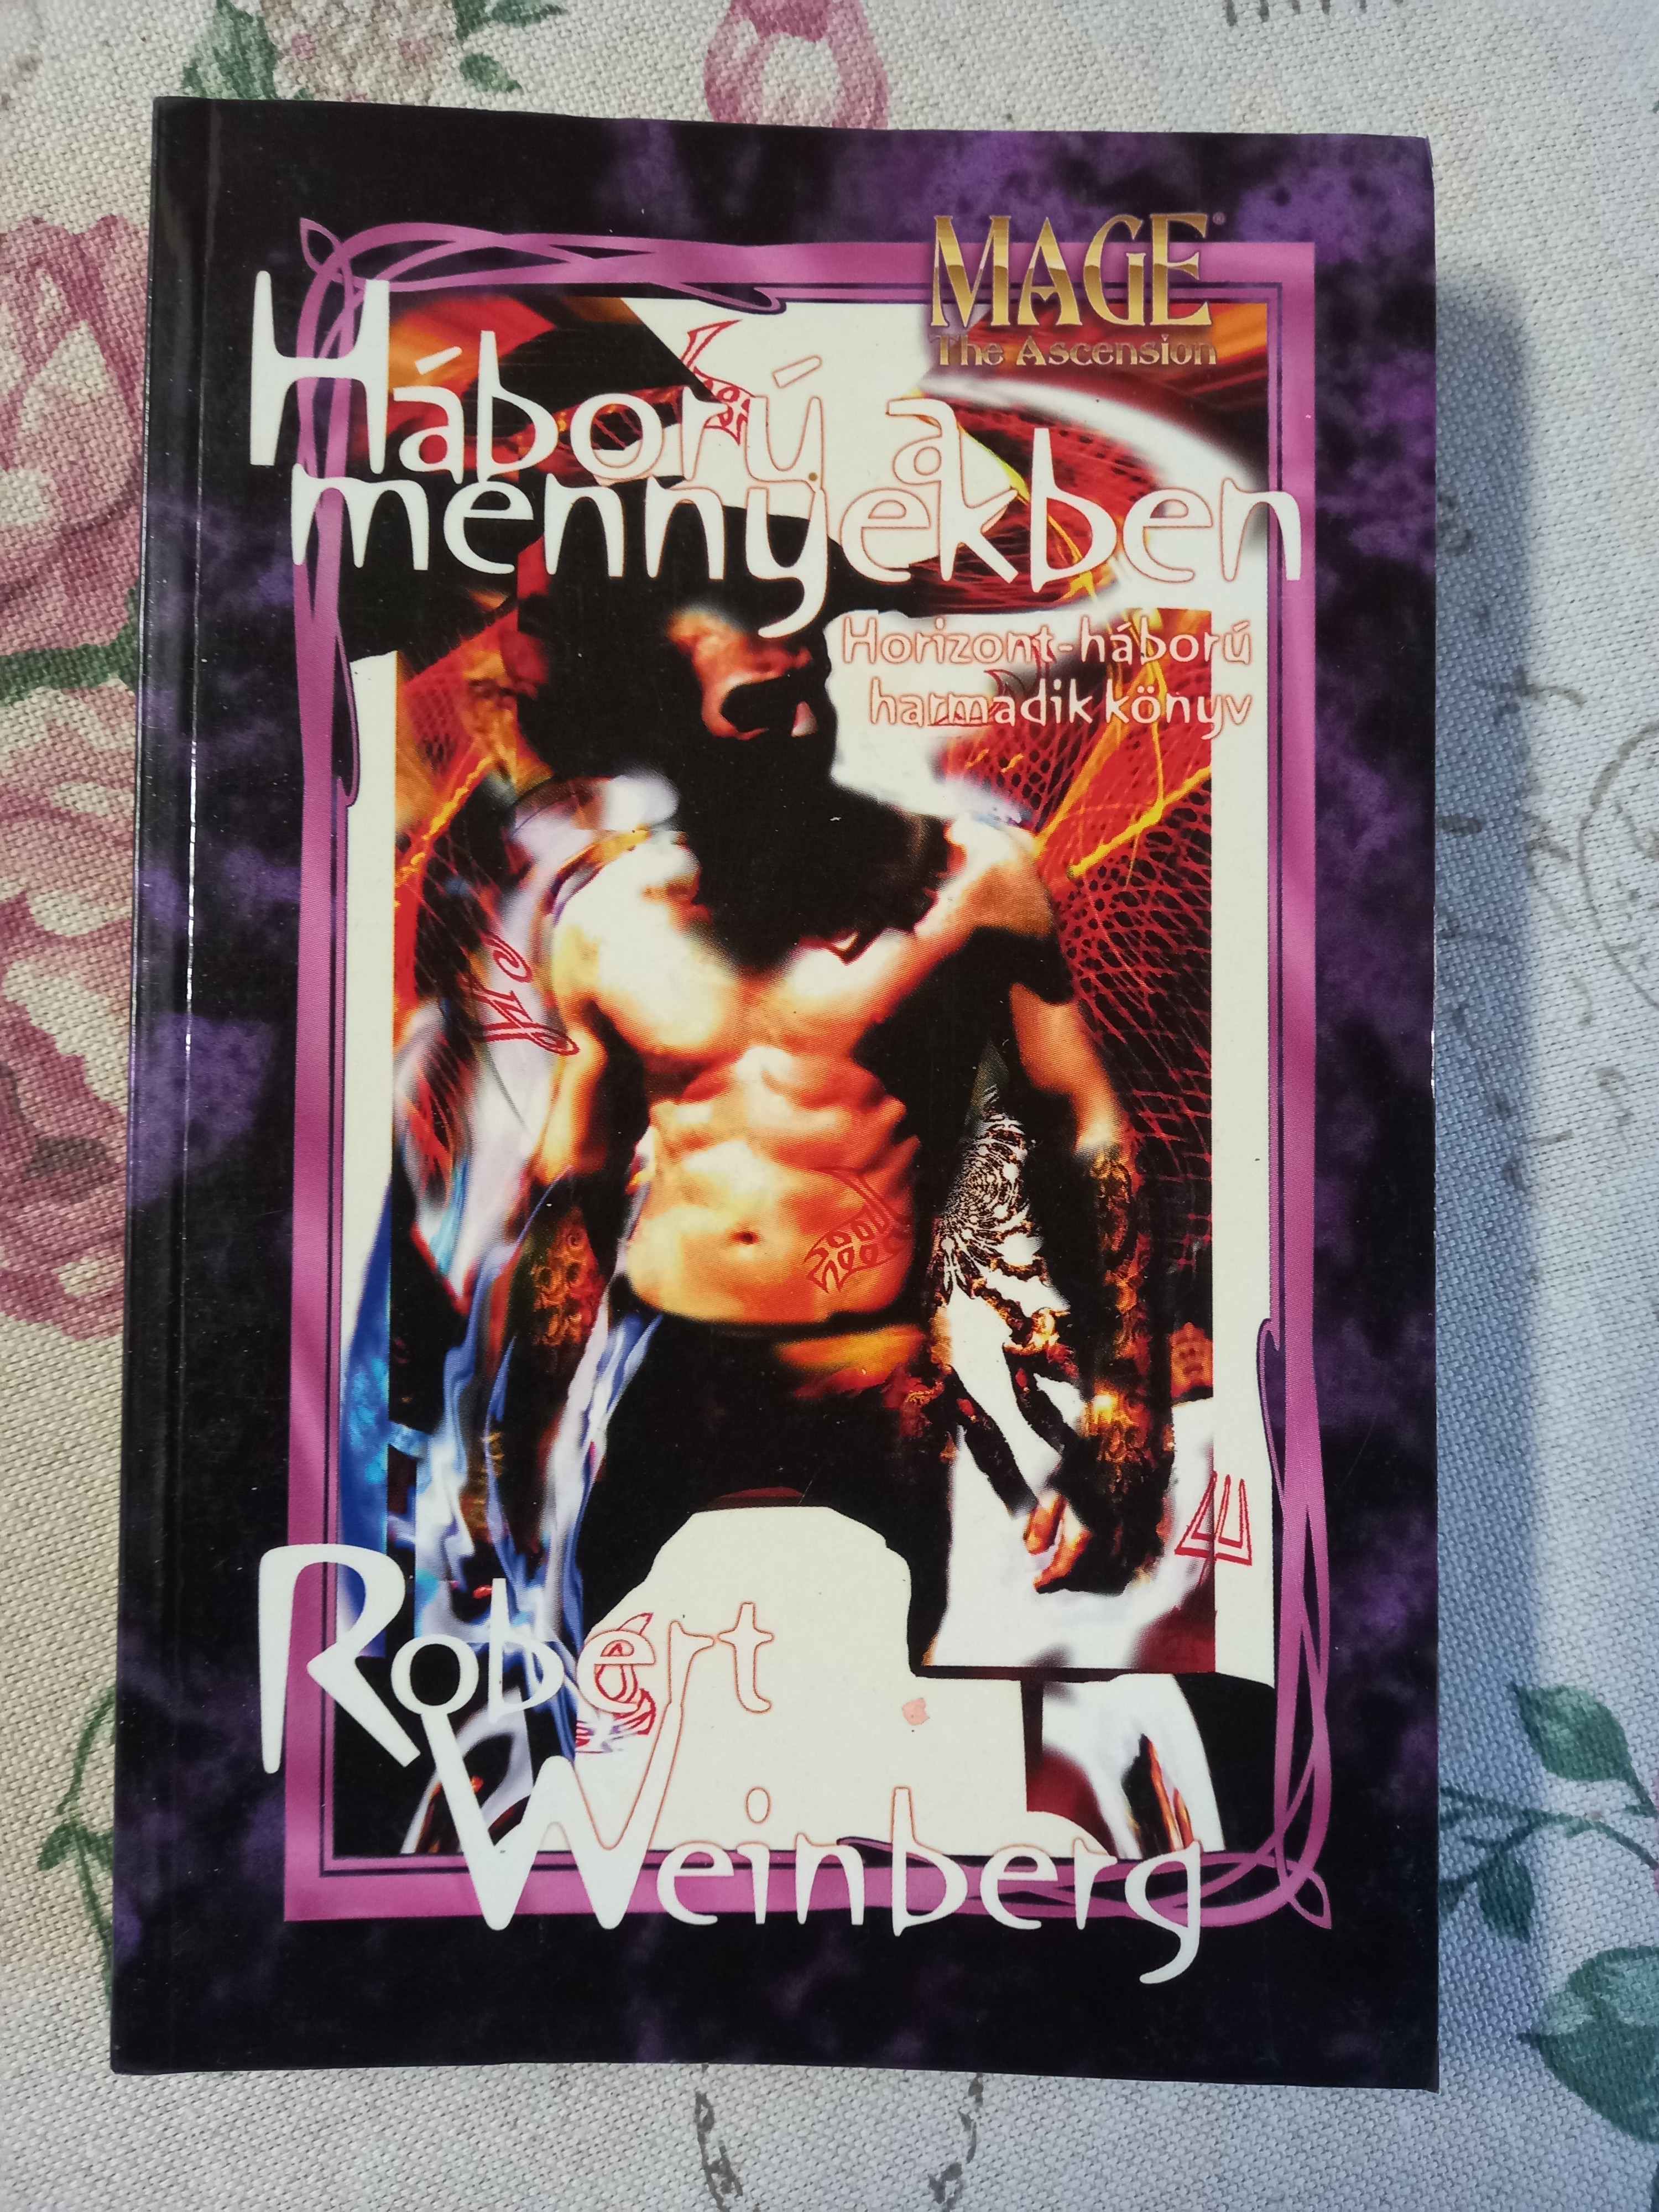 MAGE®
The Ascension
Háború a
mennyekben
Horizont-háború
harmadik könyv
Robert
Weinberg